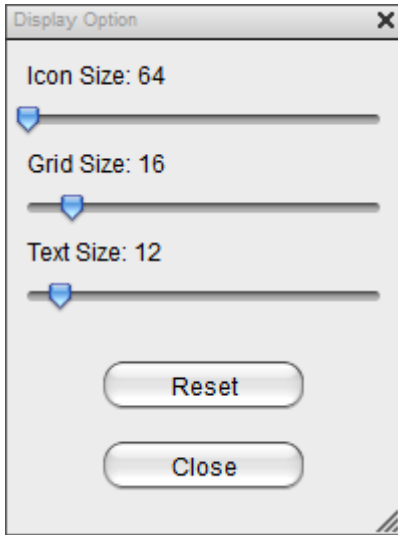 Display Option
Icon Size: 64
Grid Size: 16
Text Size: 12
Reset
Close